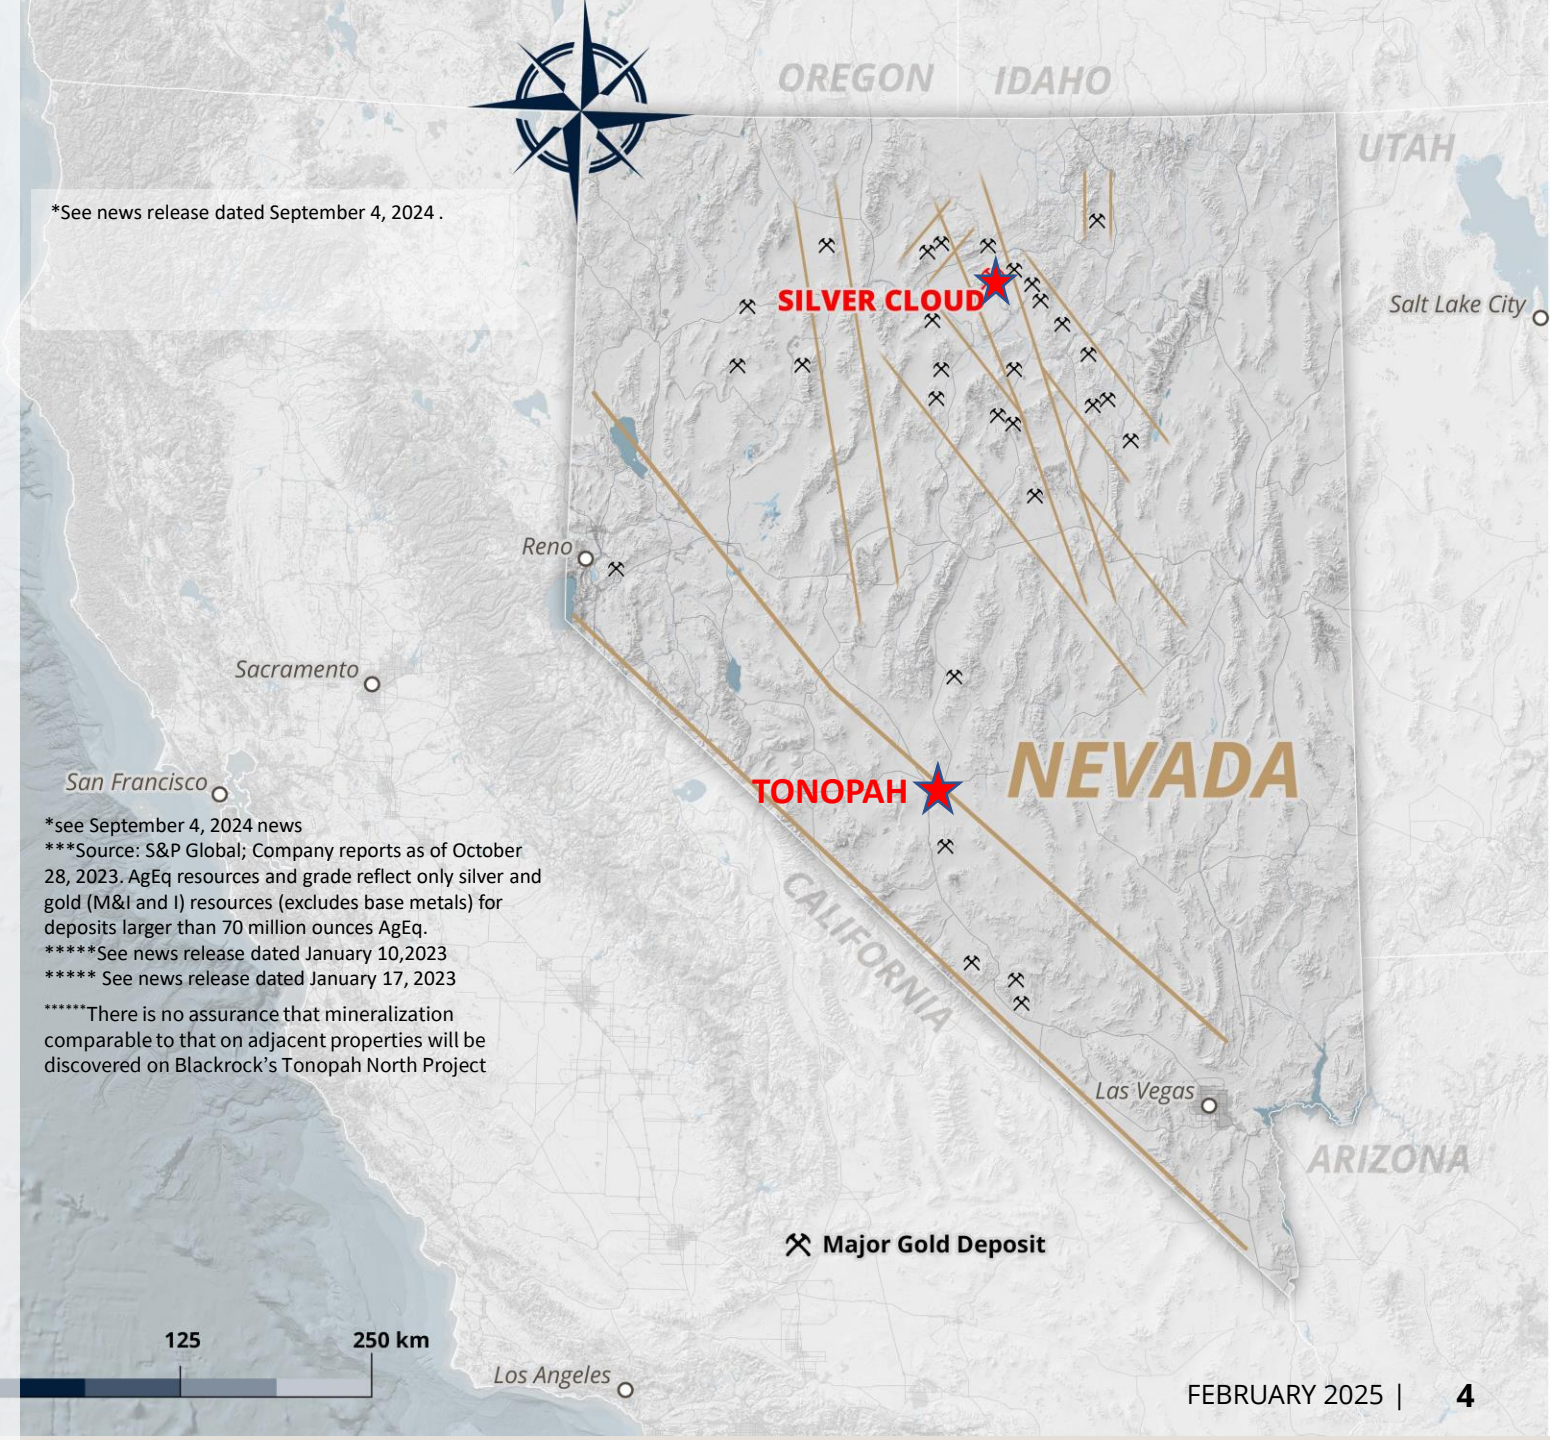 OREGON
IDAHO
UTAH
*See news release dated September 4, 2024 .
SILVER CLOUD
Salt Lake City
Reno
Sacramento
NEVADA
San Francisco
TONOPAH
*see September 4, 2024 news
***Source: S&P Global; Company reports as of October
28, 2023. AgEq resources and grade reflect only silver and
gold (M&I and I) resources (excludes base metals) for
deposits larger than 70 million ounces AgEq.
*****See news release dated January 10,2023
***** See news release dated January 17, 2023
******There is no assurance that mineralization
comparable to that on adjacent properties will be
discovered on Blackrock’s Tonopah North Project
CALIFORNIA
Las Vegas
ARIZONA
Major Gold Deposit
125
250 km
Los Angeles
FEBRUARY 2025 | 4